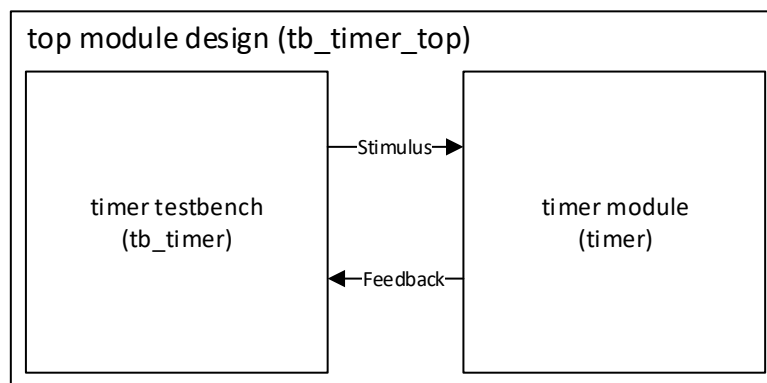 top module design (tb_timer_top)
timer testbench
(tb_timer)
Stimulus
Feedback
timer module
(timer)